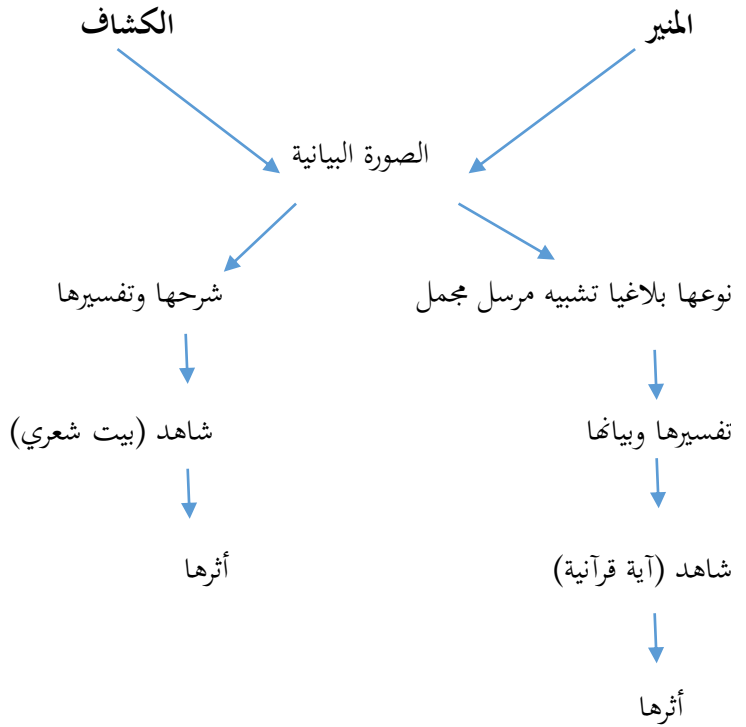 المنير
الكشاف
الصورة البيانية
نوعها بلاغيا تشبيه مرسل مجمل
شرحها وتفسيرها
تفسيرها وبيانها
شاهد (بيت شعري)
شاهد (آية قرآنية)
أثرها
أثرها